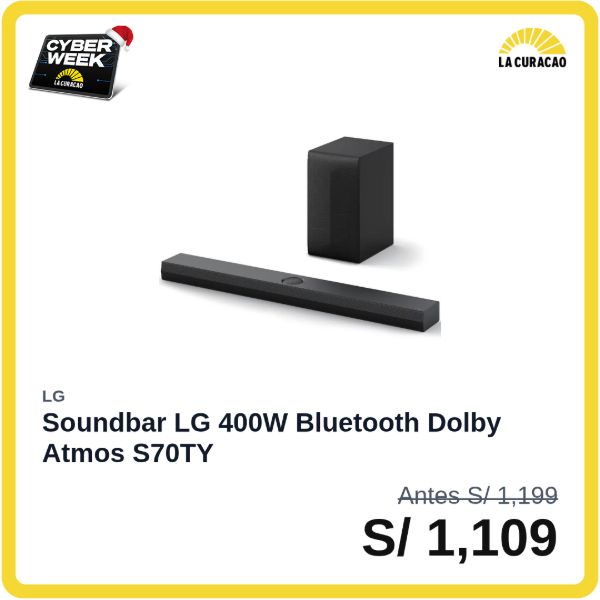 CYBER
WEEK
LA CURACAO
LA CURACAO
LG
Soundbar LG 400W Bluetooth Dolby
Atmos S70TY
Antes S/ 1,199
S/ 1,109